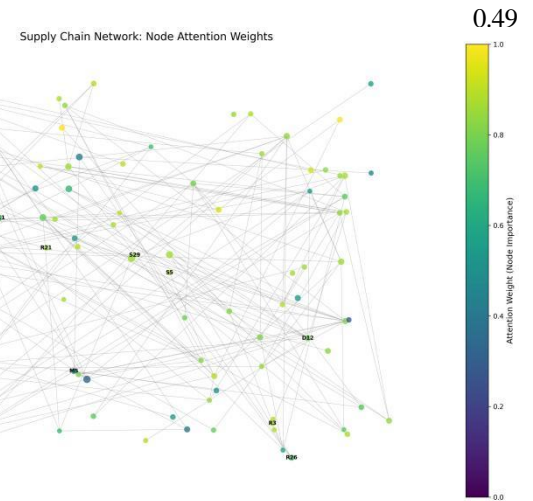 0.49
Supply Chain Network: Node Attention Weights
1.0
0.8
0.6
0.4
0.2
0.0
Attention Weight (Node Importance)
R21
S29
S5
D12
R3
R26